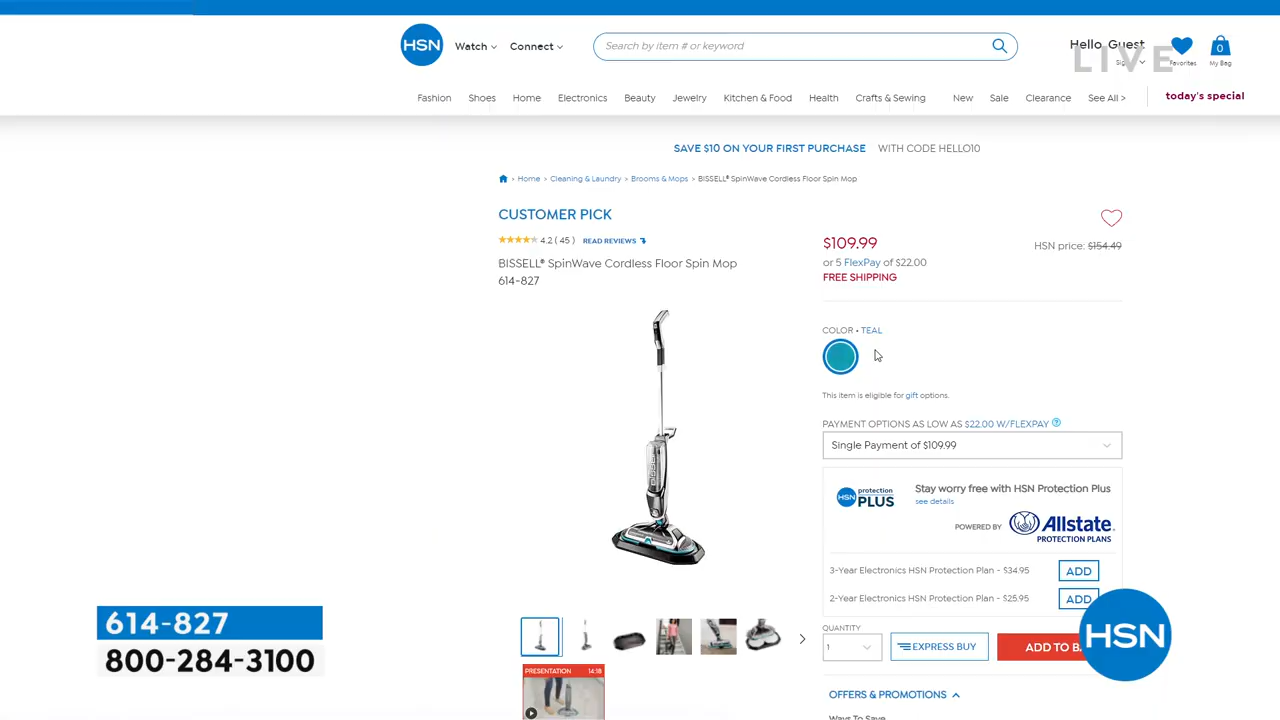 HSN
Watch
Connect
Search by item # or keyword
Hello, Guest
LIVE
Favorites
0
My Bag
Fashion
Shoes
Home
Electronics
Beauty
Jewelry
Kitchen & Food
Health
Crafts & Sewing
New
Sale
Clearance
See All >
today's special
SAVE $10 ON YOUR FIRST PURCHASE WITH CODE HELLO10
> Home > Cleaning & Laundry > Brooms & Mops > BISSELL® SpinWave Cordless Floor Spin Mop
CUSTOMER PICK
4.2 ( 45 ) READ REVIEWS
BISSELL® SpinWave Cordless Floor Spin Mop
614-827
$109.99
HSN price: $154.49
or 5 FlexPay of $22.00
FREE SHIPPING
COLOR • TEAL
This item is eligible for gift options.
PAYMENT OPTIONS AS LOW AS $22.00 W/FLEXPAY ?
Single Payment of $109.99
HSN protection PLUS
Stay worry free with HSN Protection Plus
see details
POWERED BY Allstate.
PROTECTION PLANS
3-Year Electronics HSN Protection Plan - $34.95
ADD
2-Year Electronics HSN Protection Plan - $25.95
ADD
QUANTITY
1
EXPRESS BUY
ADD TO B
HSN
PRESENTATION 14:18
OFFERS & PROMOTIONS
Ways To Save
614-827
800-284-3100